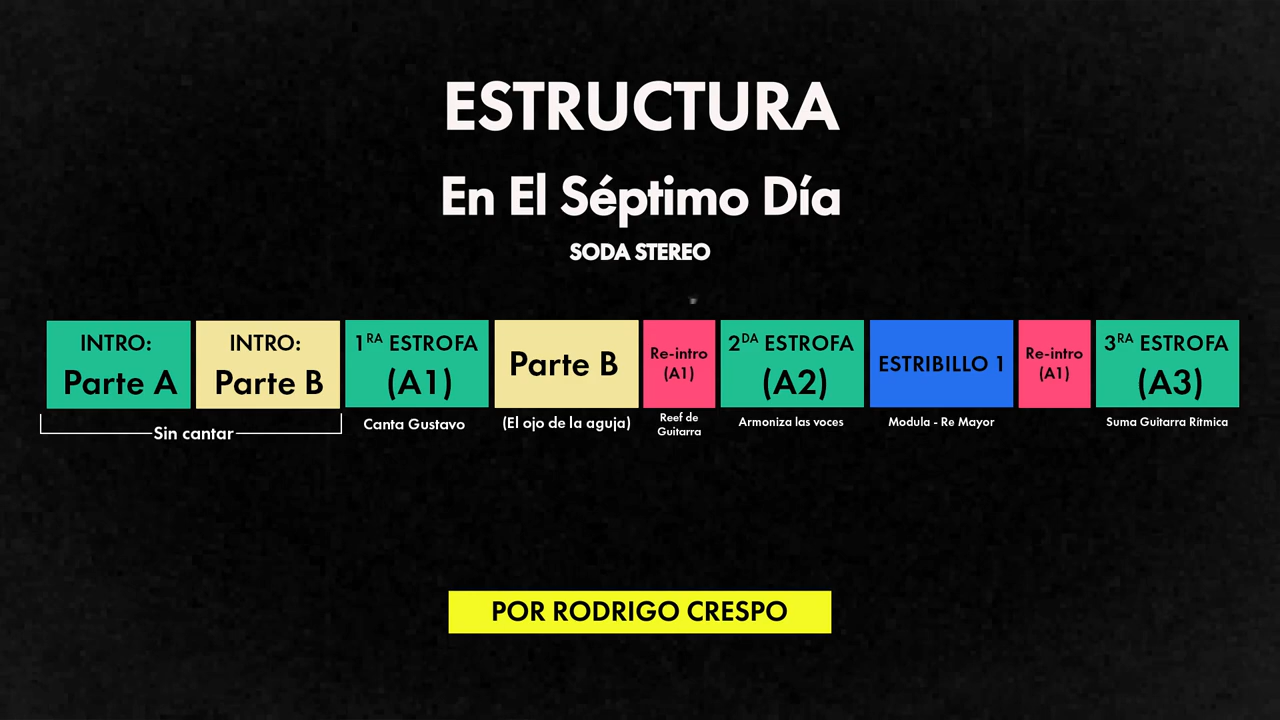 ESTRUCTURA
En El Séptimo Día
SODA STEREO
INTRO:
Parte A
INTRO:
Parte B
Sin cantar
1RA ESTROFA
(A1)
Canta Gustavo
Parte B
(El ojo de la aguja)
Re-intro
(A1)
Reef de
Guitarra
2DA ESTROFA
(A2)
Armoniza las voces
ESTRIBILLO 1
Modula - Re Mayor
Re-intro
(A1)
3RA ESTROFA
(A3)
Suma Guitarra Rítmica
POR RODRIGO CRESPO